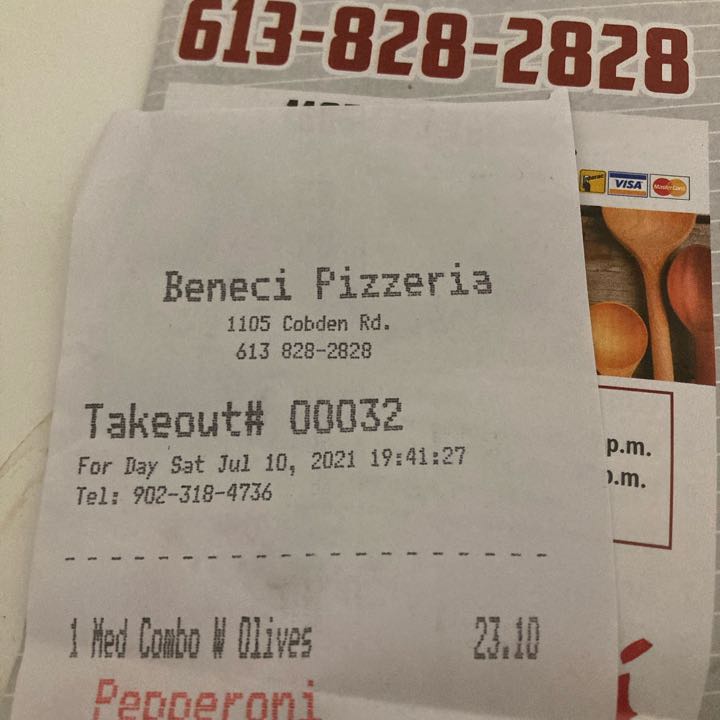 613-828-2828
VISA
MasterCard
Beneci Pizzeria
1105 Cobden Rd.
613 828-2828
Takeout# 00032
For Day Sat Jul 10, 2021 19:41:27
Tel: 902-318-4736
p.m.
p.m.
1 Med Combo W Olives 23.10
Pepperoni